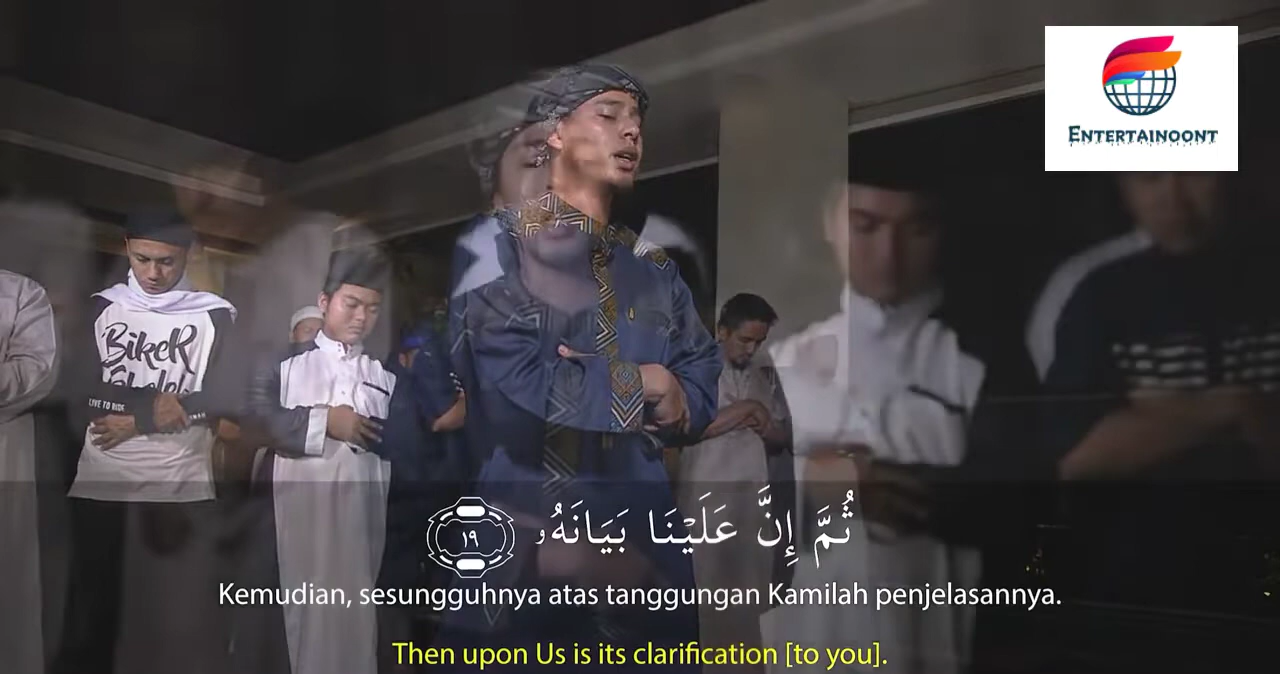 ENTERTAINOONT
BikeR
LIVE TO RIDE
ثُمَّ إِنَّ عَلَيْنَا بَيَانَهُۥ ١٩
Kemudian, sesungguhnya atas tanggungan Kamilah penjelasannya.
Then upon Us is its clarification [to you].